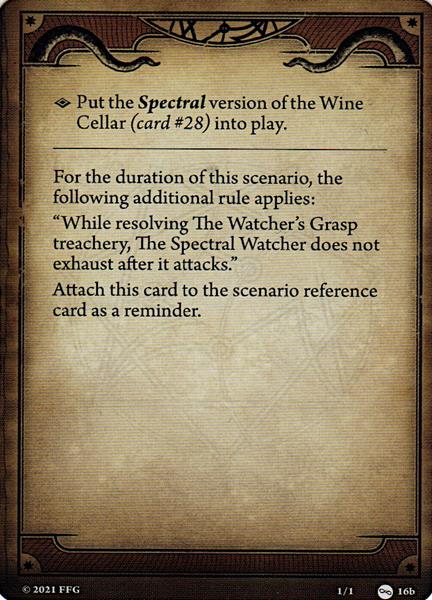 Put the Spectral version of the Wine
Cellar (card #28) into play.
For the duration of this scenario, the
following additional rule applies:
“While resolving The Watcher’s Grasp
treachery, The Spectral Watcher does not
exhaust after it attacks.”
Attach this card to the scenario reference
card as a reminder.
© 2021 FFG
1/1
16b